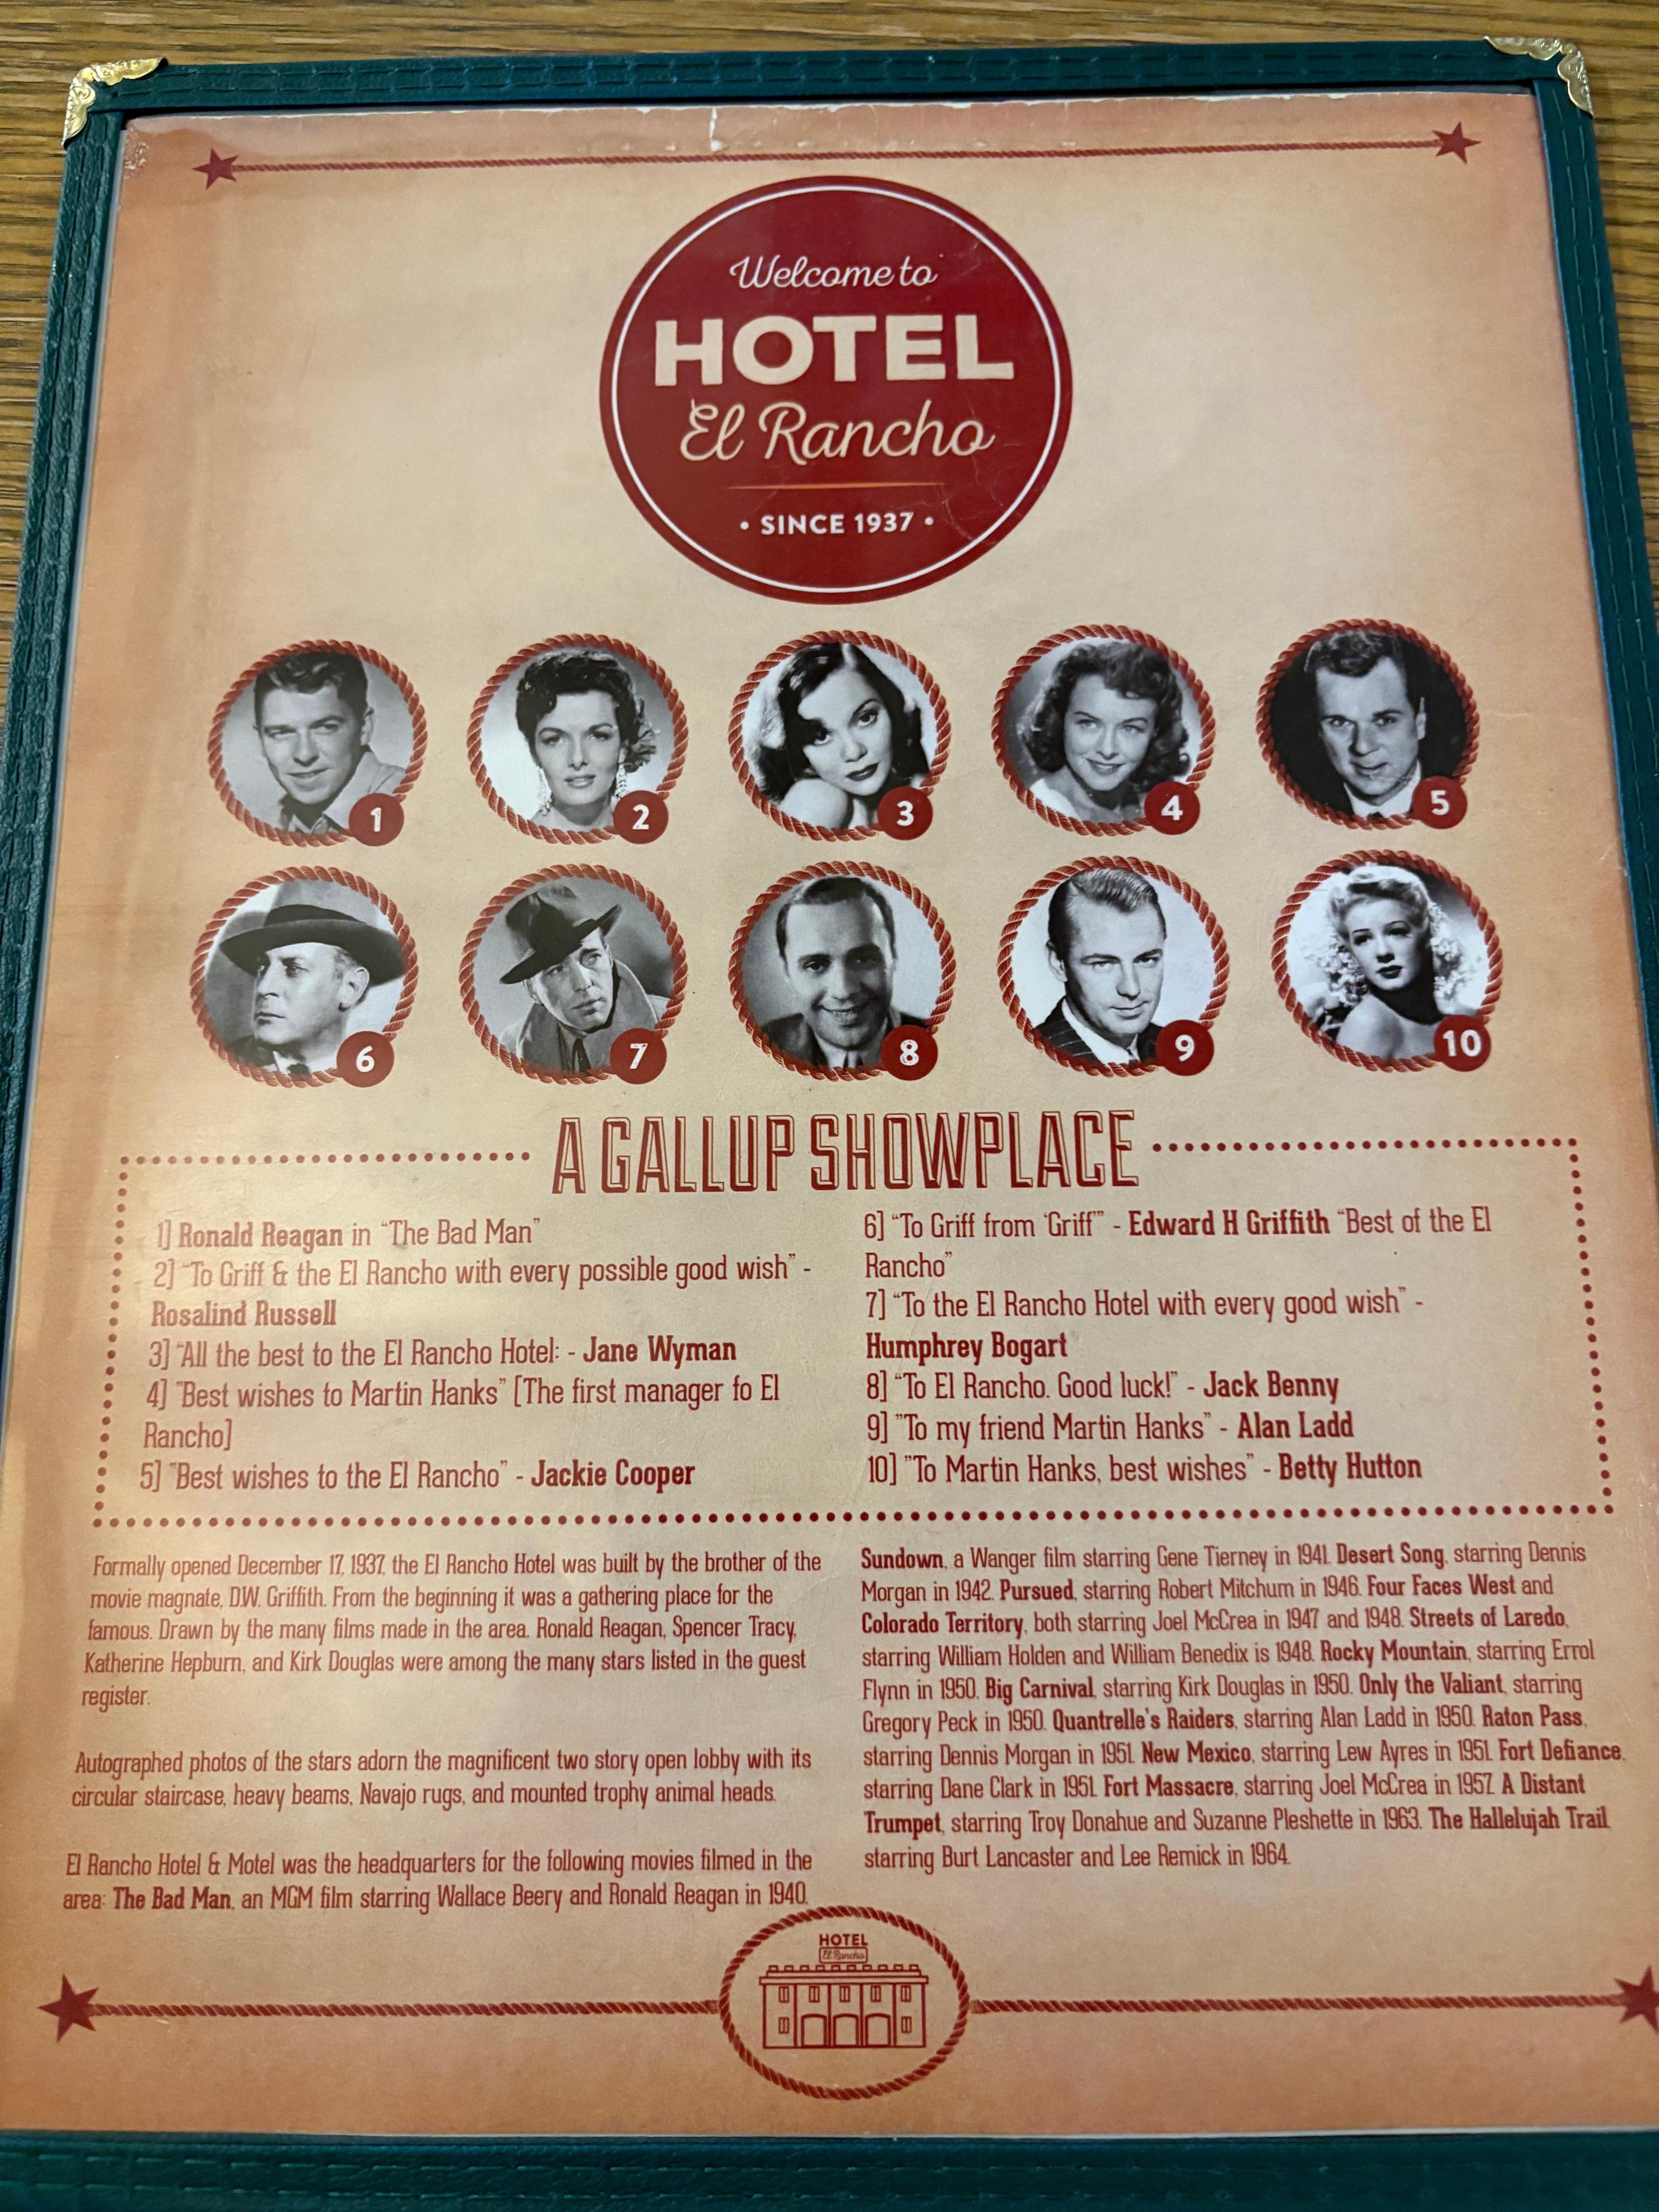 Welcome to
HOTEL
El Rancho
• SINCE 1937 •
1
2
3
4
5
6
7
8
9
10
A GALLUP SHOWPLACE
1] Ronald Reagan in “The Bad Man”
2] “To Griff & the El Rancho with every possible good wish” -
Rosalind Russell
3] “All the best to the El Rancho Hotel: - Jane Wyman
4] "Best wishes to Martin Hanks” [The first manager fo El
Rancho]
5] "Best wishes to the El Rancho” - Jackie Cooper
6] “To Griff from ‘Griff’” - Edward H Griffith “Best of the El
Rancho”
7] “To the El Rancho Hotel with every good wish” -
Humphrey Bogart
8] “To El Rancho. Good luck!” - Jack Benny
9] ”To my friend Martin Hanks” - Alan Ladd
10] ”To Martin Hanks, best wishes” - Betty Hutton
Formally opened December 17, 1937, the El Rancho Hotel was built by the brother of the
movie magnate, D.W. Griffith. From the beginning it was a gathering place for the
famous. Drawn by the many films made in the area. Ronald Reagan, Spencer Tracy,
Katherine Hepburn, and Kirk Douglas were among the many stars listed in the guest
register.
Autographed photos of the stars adorn the magnificent two story open lobby with its
circular staircase, heavy beams, Navajo rugs, and mounted trophy animal heads.
El Rancho Hotel & Motel was the headquarters for the following movies filmed in the
area: The Bad Man, an MGM film starring Wallace Beery and Ronald Reagan in 1940.
Sundown, a Wanger film starring Gene Tierney in 1941. Desert Song, starring Dennis
Morgan in 1942. Pursued, starring Robert Mitchum in 1946. Four Faces West and
Colorado Territory, both starring Joel McCrea in 1947 and 1948. Streets of Laredo,
starring William Holden and William Benedix is 1948. Rocky Mountain, starring Errol
Flynn in 1950. Big Carnival, starring Kirk Douglas in 1950. Only the Valiant, starring
Gregory Peck in 1950. Quantrelle's Raiders, starring Alan Ladd in 1950. Raton Pass,
starring Dennis Morgan in 1951. New Mexico, starring Lew Ayres in 1951. Fort Defiance,
starring Dane Clark in 1951. Fort Massacre, starring Joel McCrea in 1957. A Distant
Trumpet, starring Troy Donahue and Suzanne Pleshette in 1963. The Hallelujah Trail,
starring Burt Lancaster and Lee Remick in 1964.
HOTEL
El Rancho